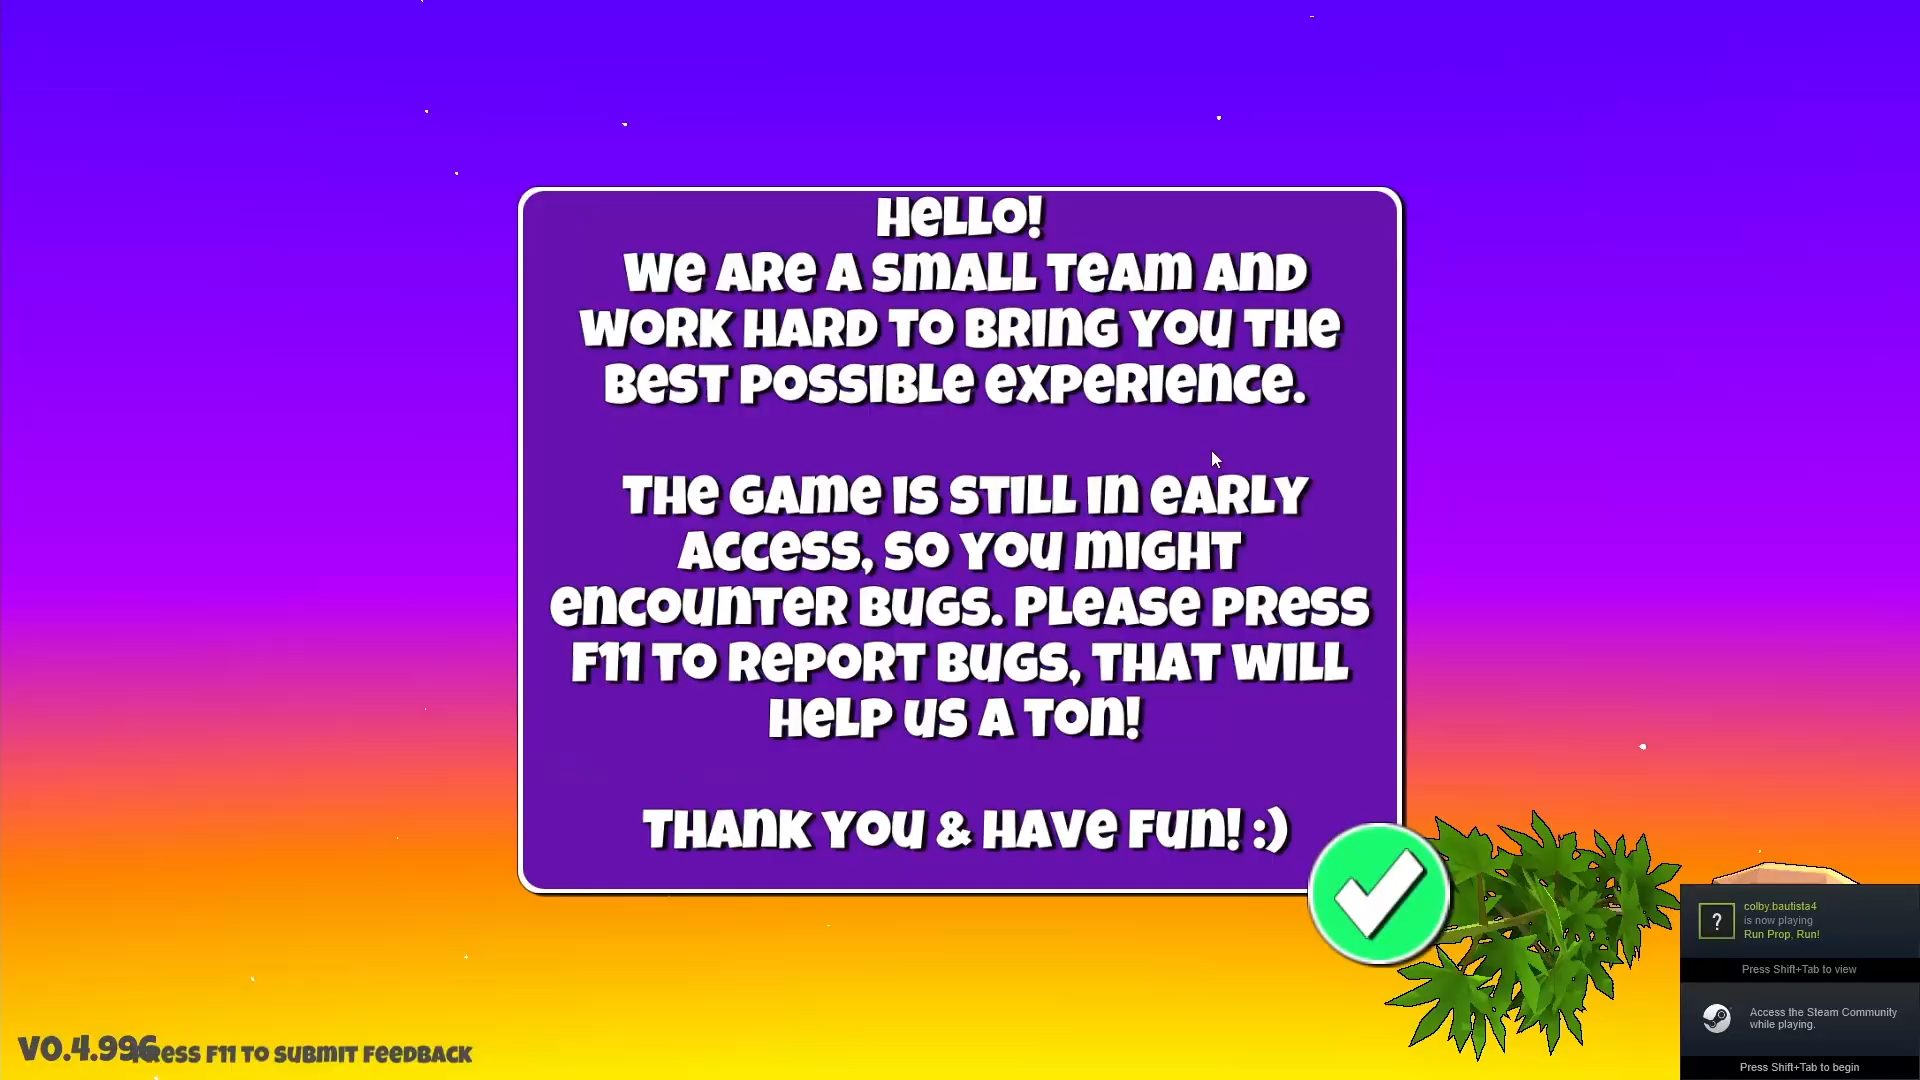 Hello!
We are a small team and
work hard to bring you the
best possible experience.
The game is still in early
access, so you might
encounter bugs. Please press
F11 to report bugs, that will
help us a ton!
Thank you & have fun! :)
V0.4.996
Press F11 to submit feedback
colby.bautista4
is now playing
Run Prop, Run!
Press Shift+Tab to view
Access the Steam Community
while playing.
Press Shift+Tab to begin
?